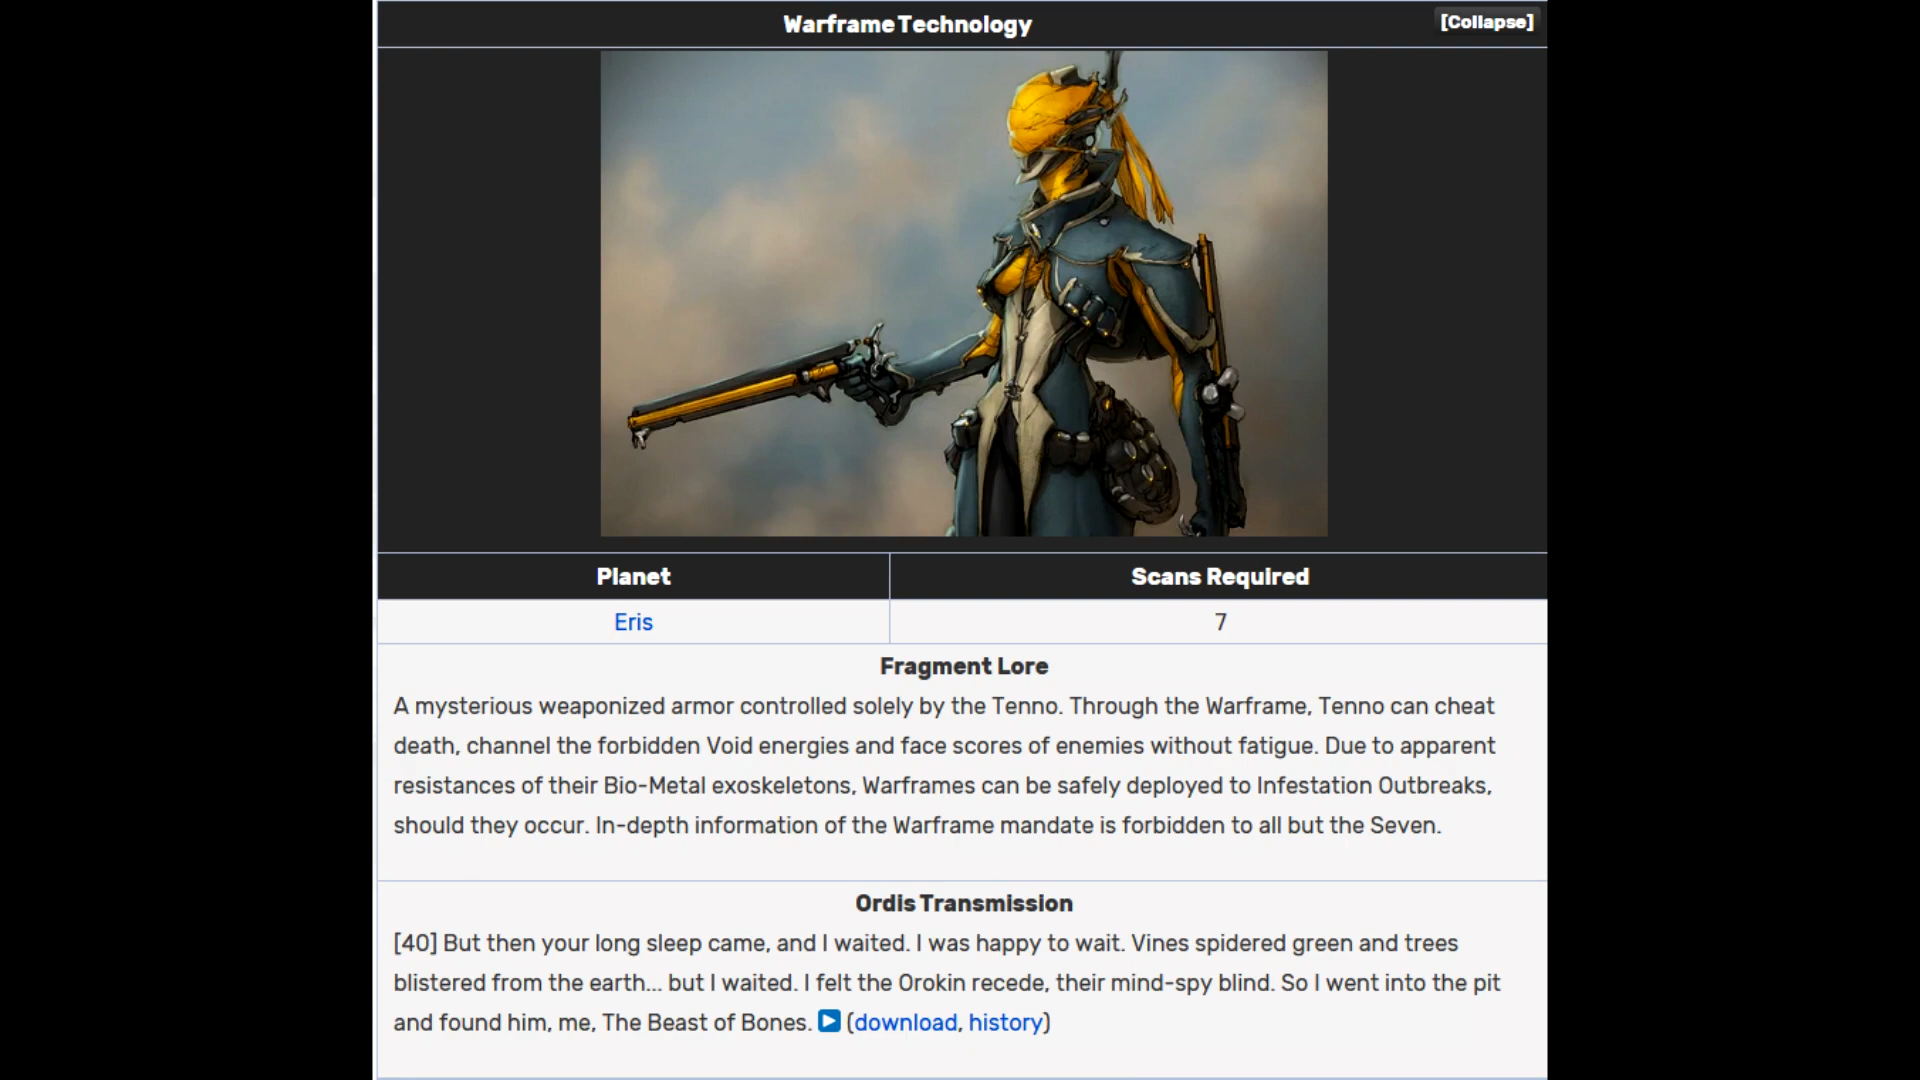 Warframe Technology
[Collapse]
Planet
Scans Required
Eris
7
Fragment Lore
A mysterious weaponized armor controlled solely by the Tenno. Through the Warframe, Tenno can cheat
death, channel the forbidden Void energies and face scores of enemies without fatigue. Due to apparent
resistances of their Bio-Metal exoskeletons, Warframes can be safely deployed to Infestation Outbreaks,
should they occur. In-depth information of the Warframe mandate is forbidden to all but the Seven.
Ordis Transmission
[40] But then your long sleep came, and I waited. I was happy to wait. Vines spidered green and trees
blistered from the earth... but I waited. I felt the Orokin recede, their mind-spy blind. So I went into the pit
and found him, me, The Beast of Bones. (download, history)